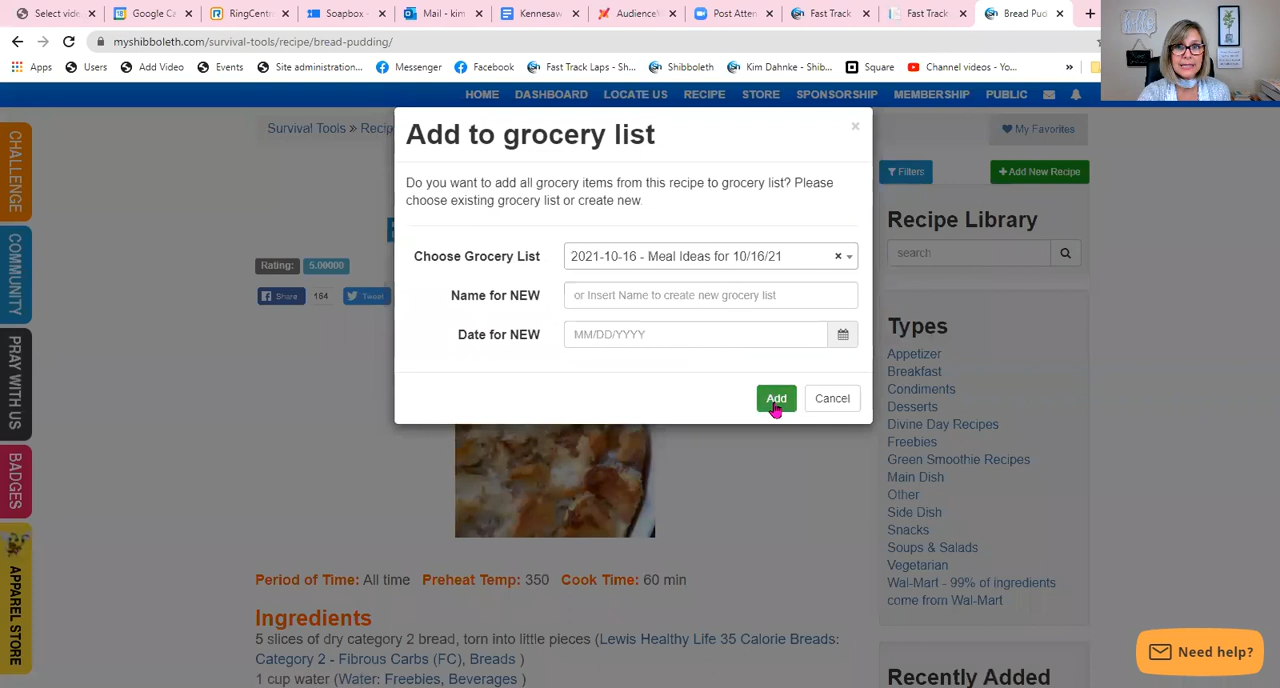 Select vide
Google Ca
RingCentr
Soapbox -
Mail - kim
Kennesaw
AudienceV
Post Atten
Fast Track
Fast Track
Bread Pud
myshibboleth.com/survival-tools/recipe/bread-pudding/
Apps
Users
Add Video
Events
Site administration...
Messenger
Fast Track Laps - Sh...
Shibboleth
Kim Dahnke - Shib...
Square
Channel videos - Yo...
»
HOME
DASHBOARD
LOCATE US
RECIPE
STORE
SPONSORSHIP
MEMBERSHIP
PUBLIC
CHALLENGE
COMMUNITY
PRAY WITH US
BADGES
APPAREL STORE
Survival Tools » Recip
My Favorites
Add to grocery list
×
Do you want to add all grocery items from this recipe to grocery list? Please
choose existing grocery list or create new.
Choose Grocery List
2021-10-16 - Meal Ideas for 10/16/21
×
Name for NEW
or Insert Name to create new grocery list
Date for NEW
MM/DD/YYYY
Add
Cancel
Rating: 5.00000
Share
164
Tweet
Filters
+Add New Recipe
Recipe Library
search
Types
Appetizer
Breakfast
Condiments
Desserts
Divine Day Recipes
Freebies
Green Smoothie Recipes
Main Dish
Other
Side Dish
Snacks
Soups & Salads
Vegetarian
Wal-Mart - 99% of ingredients
come from Wal-Mart
Recently Added
Period of Time: All time Preheat Temp: 350 Cook Time: 60 min
Ingredients
5 slices of dry category 2 bread, torn into little pieces (Lewis Healthy Life 35 Calorie Breads:
Category 2 - Fibrous Carbs (FC), Breads )
1 cup water (Water: Freebies, Beverages )
Need help?